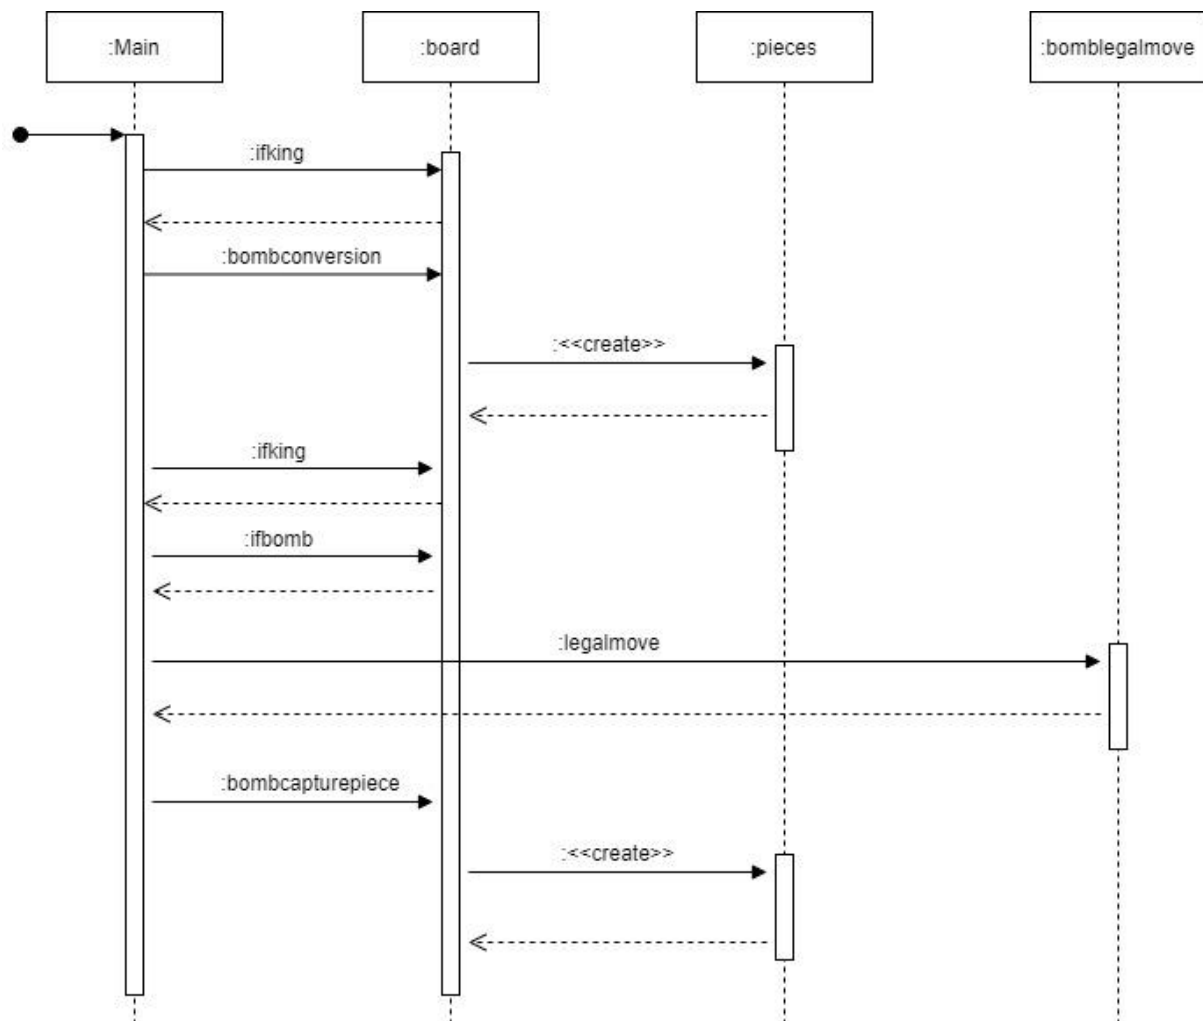 :Main
:board
:pieces
:bomblegalmove
:ifking
:bombconversion
:<<create>>
:ifking
:ifbomb
:legalmove
:bombcapturepiece
:<<create>>